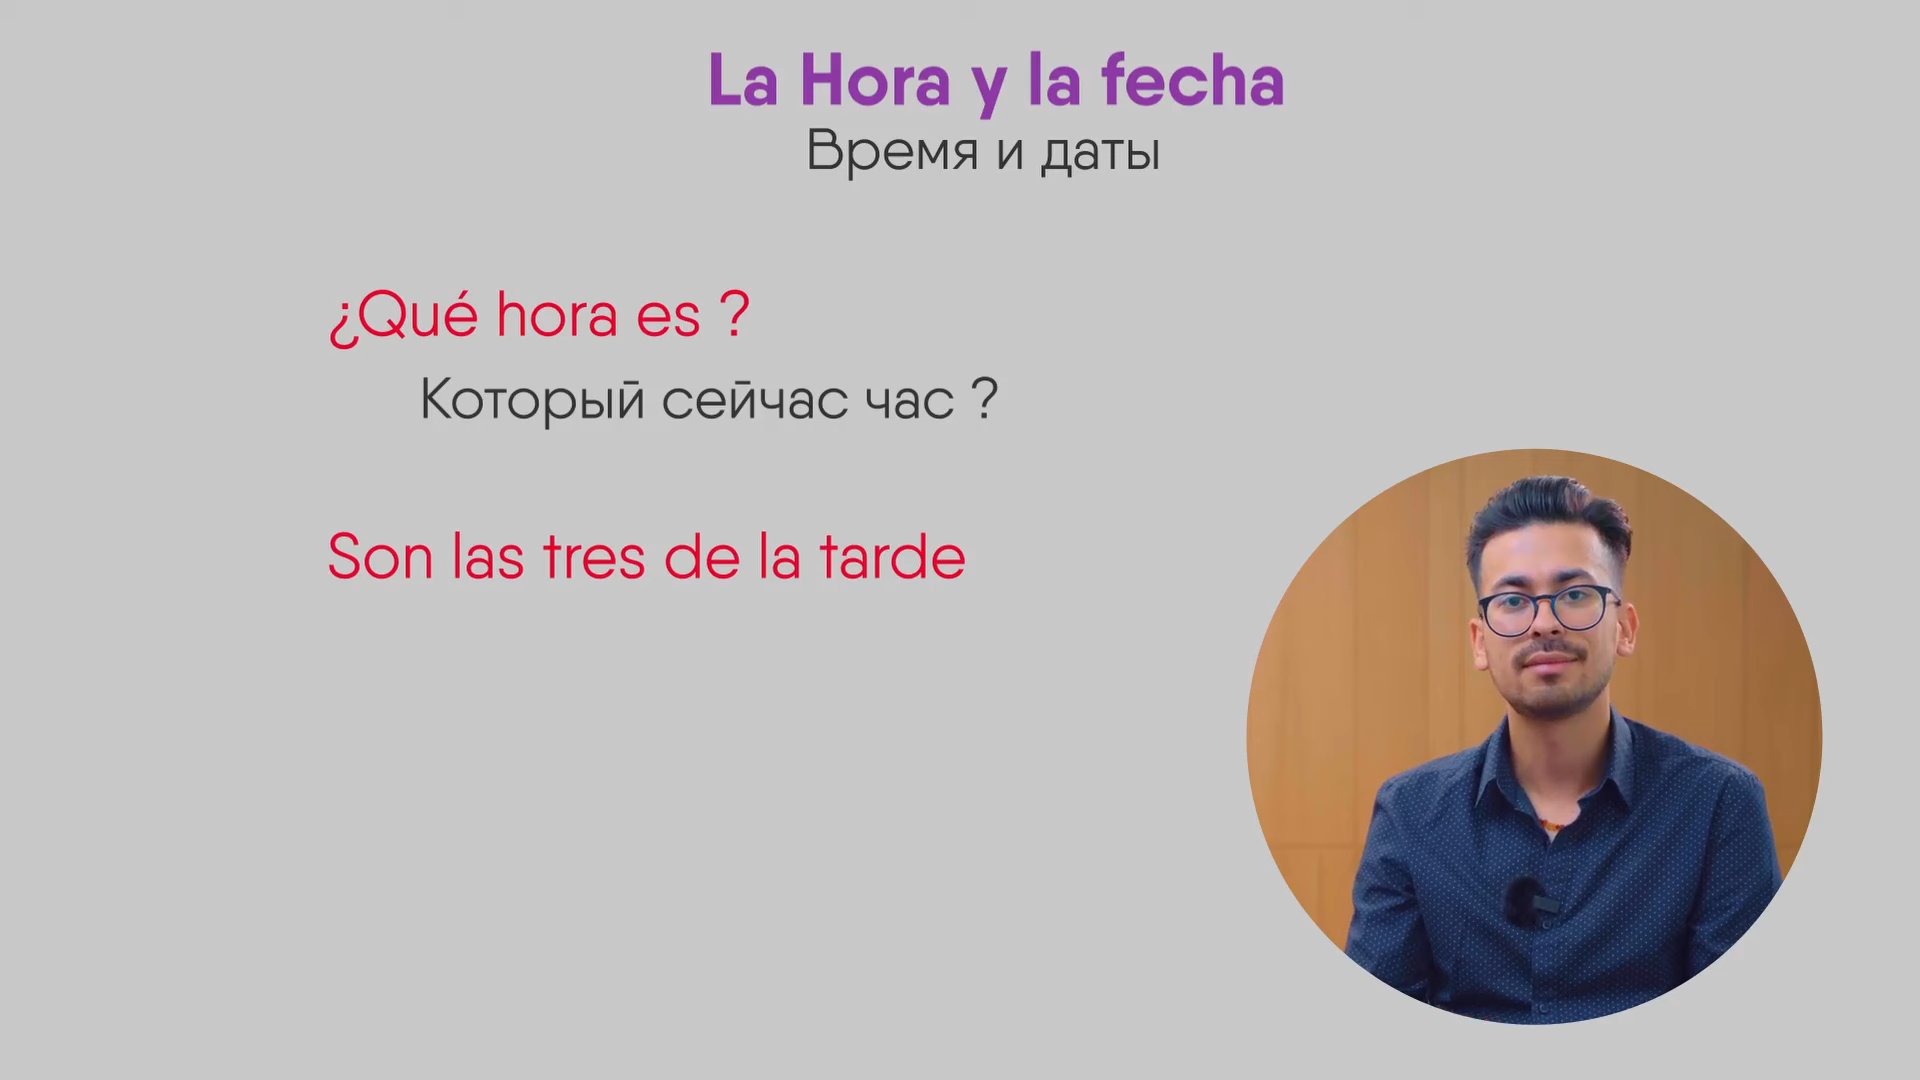 La Hora y la fecha
Время и даты
¿Qué hora es ?
Который сейчас час ?
Son las tres de la tarde